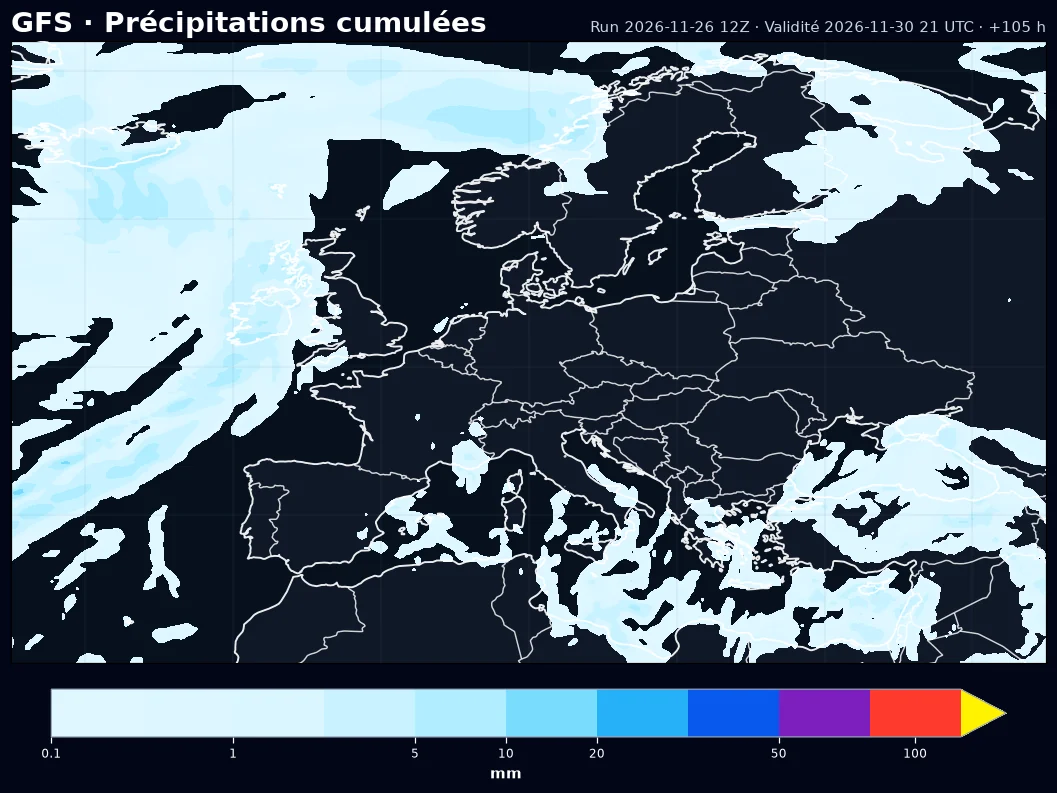 GFS · Précipitations cumulées
Run 2026-11-26 12Z · Validité 2026-11-30 21 UTC · +105 h
0.1 1 5 10 20 50 100
mm